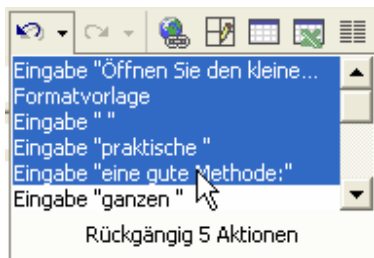 Eingabe "Öffnen Sie den kleine...
Formatvorlage
Eingabe " "
Eingabe "praktische "
Eingabe "eine gute Methode:"
Eingabe "ganzen "
Rückgängig 5 Aktionen